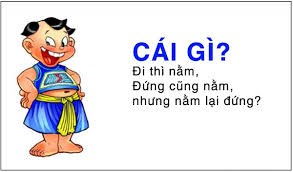 CÁI GÌ?
Đi thì nằm,
Đứng cũng nằm,
nhưng nằm lại đứng?